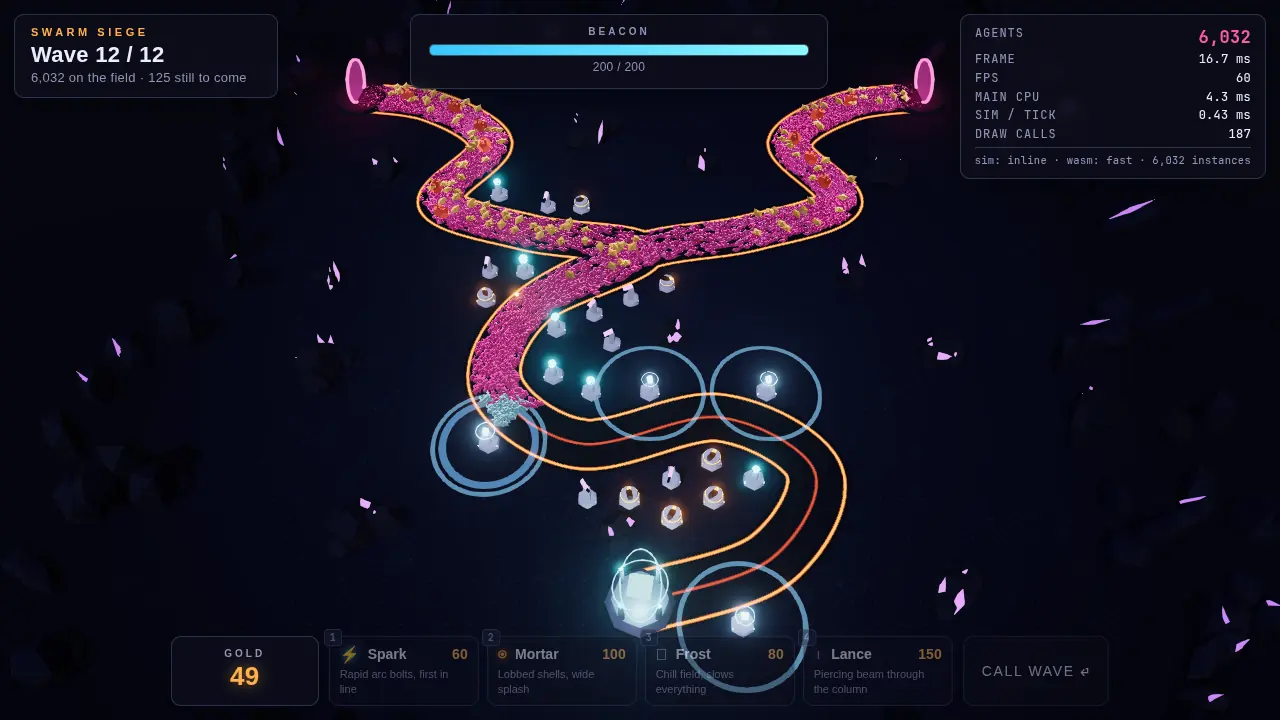 SWARM SIEGE
Wave 12 / 12
6,032 on the field · 125 still to come
BEACON
200 / 200
AGENTS 6,032
FRAME 16.7 ms
FPS 60
MAIN CPU 4.3 ms
SIM / TICK 0.43 ms
DRAW CALLS 187
sim: inline · wasm: fast · 6,032 instances
GOLD
49
1
⚡ Spark 60
Rapid arc bolts, first in
line
2
Mortar 100
Lobbed shells, wide
splash
3
Frost 80
Chill field, slows
everything
4
Lance 150
Piercing beam through
the column
CALL WAVE ⏎